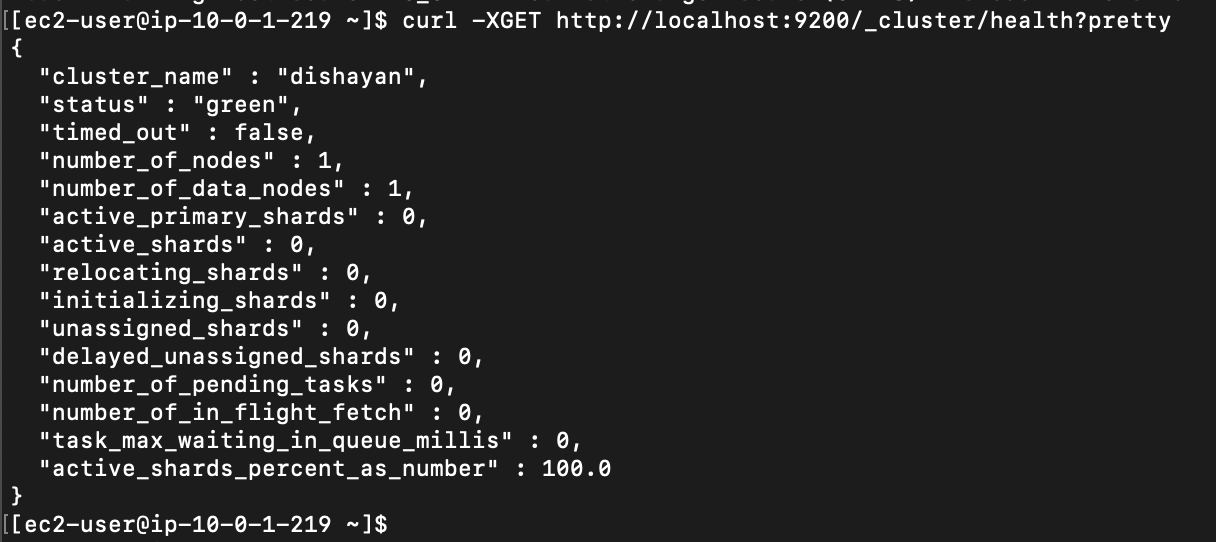 [[ec2-user@ip-10-0-1-219 ~]$ curl -XGET http://localhost:9200/_cluster/health?pretty
{
  "cluster_name" : "dishayan",
  "status" : "green",
  "timed_out" : false,
  "number_of_nodes" : 1,
  "number_of_data_nodes" : 1,
  "active_primary_shards" : 0,
  "active_shards" : 0,
  "relocating_shards" : 0,
  "initializing_shards" : 0,
  "unassigned_shards" : 0,
  "delayed_unassigned_shards" : 0,
  "number_of_pending_tasks" : 0,
  "number_of_in_flight_fetch" : 0,
  "task_max_waiting_in_queue_millis" : 0,
  "active_shards_percent_as_number" : 100.0
}
[[ec2-user@ip-10-0-1-219 ~]$